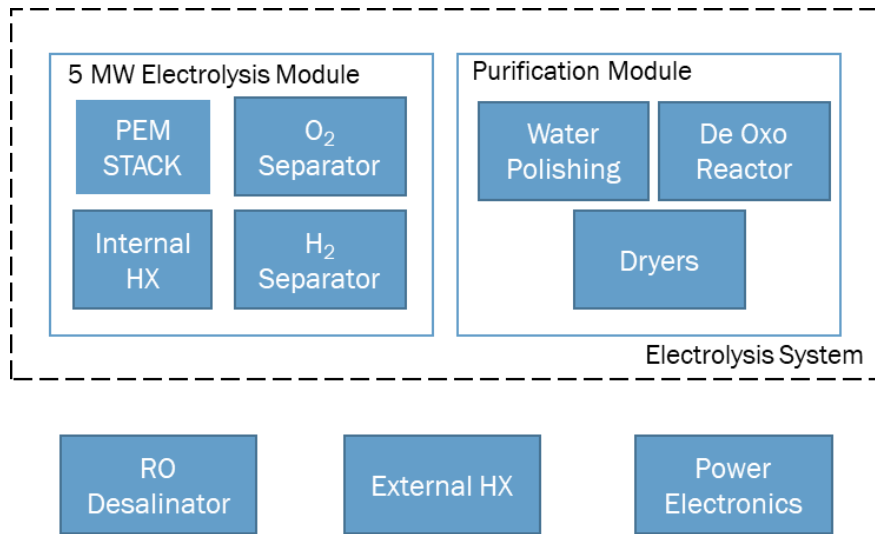 5 MW Electrolysis Module
PEM
STACK
O₂
Separator
Internal
HX
H₂
Separator
Purification Module
Water
Polishing
De Oxo
Reactor
Dryers
Electrolysis System
RO
Desalinator
External HX
Power
Electronics